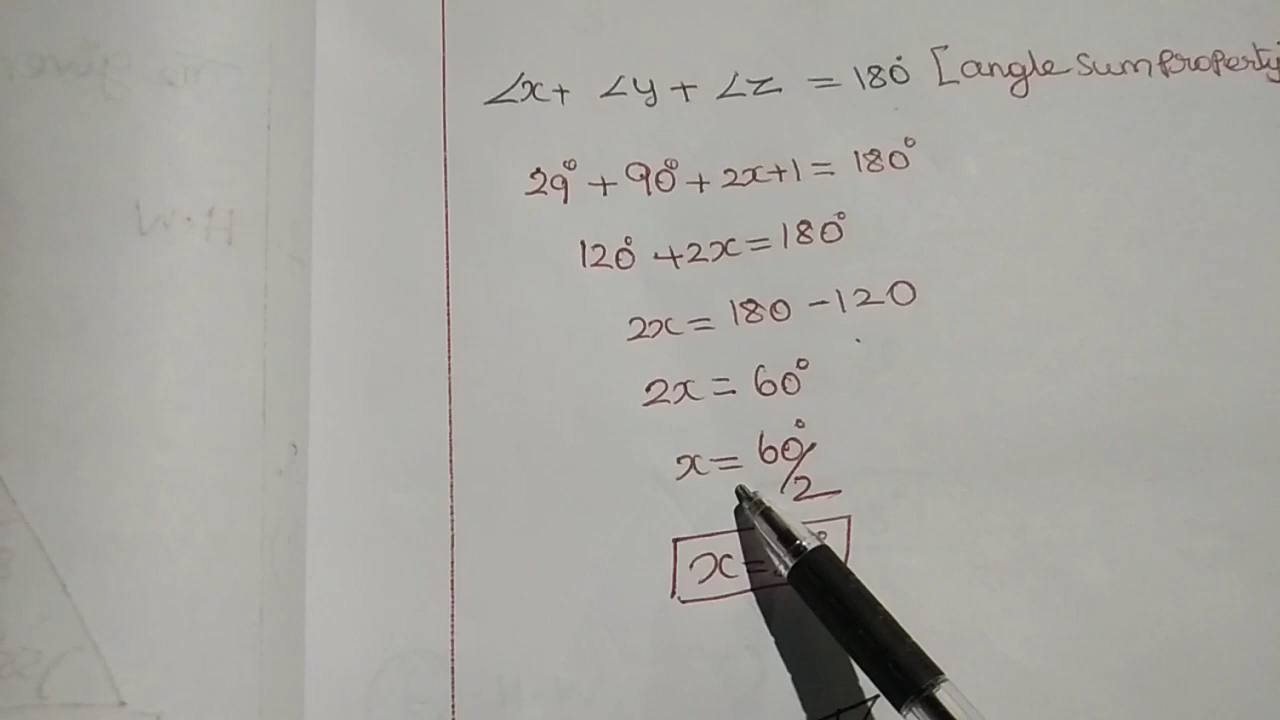 ∠x + ∠y + ∠z = 180° [angle sum property]
29° + 90° + 2x+1 = 180°
120° + 2x = 180°
2x = 180 - 120
2x = 60°
x = 60°/2
x =
H.W